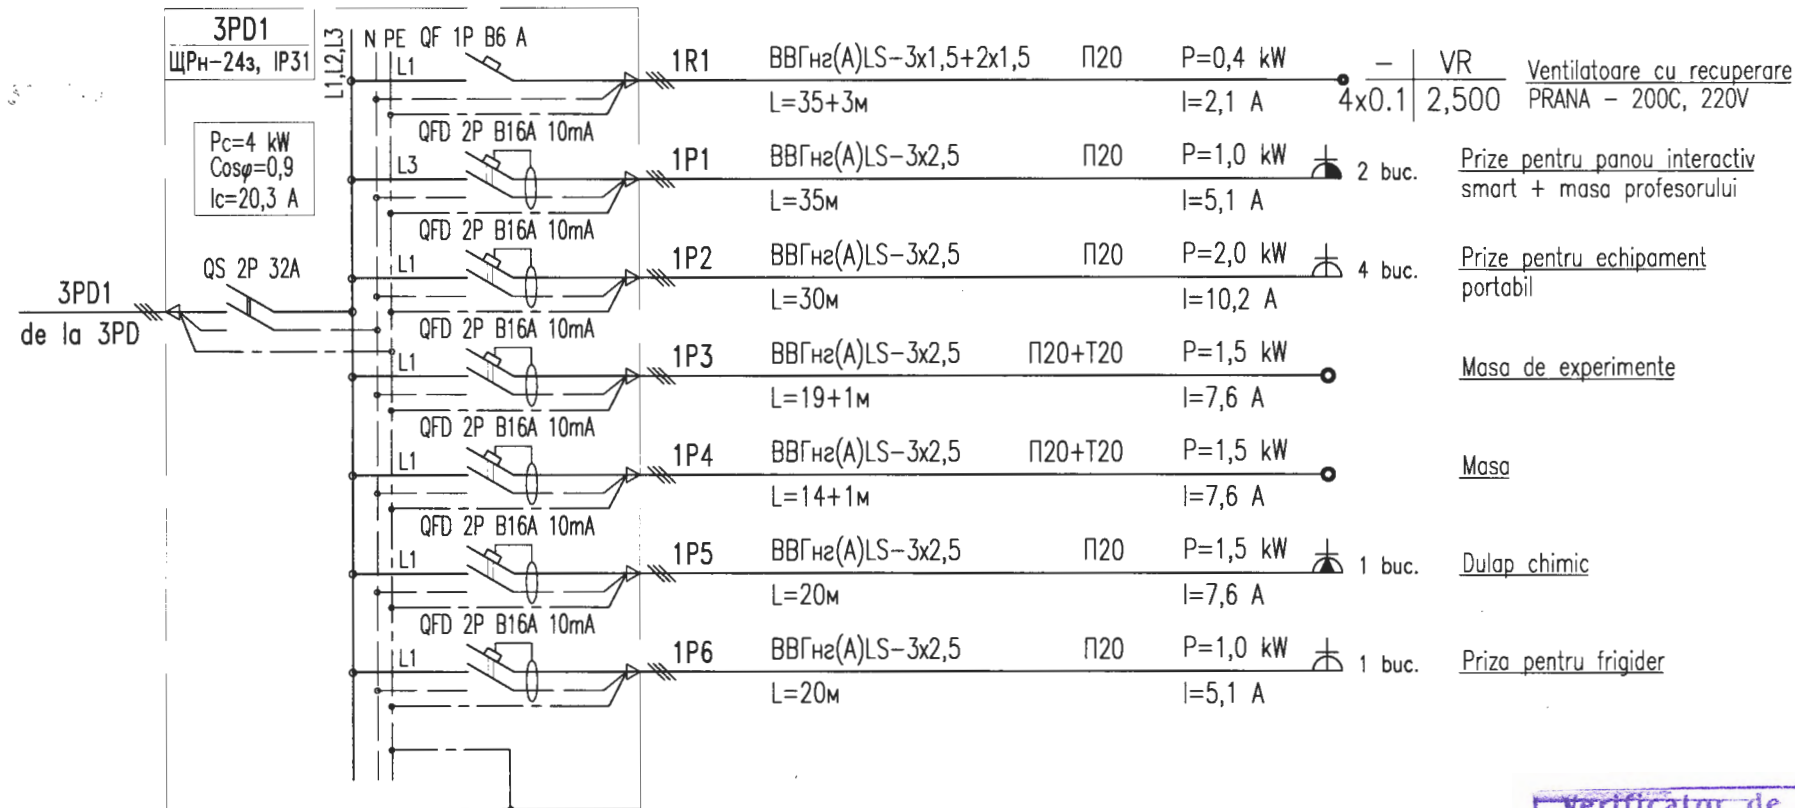 3PD1
ЩРн-24з, IP31
L1,L2,L3
N PE
QF 1P B6 A
L1
1R1
ВВГнг(A)LS-3x1,5+2x1,5
П20
P=0,4 kW
L=35+3м
I=2,1 A
- VR
4x0.1 2,500
Ventilatoare cu recuperare
PRANA - 200C, 220V
Pc=4 kW
Cosφ=0,9
Ic=20,3 A
QFD 2P B16A 10mA
L3
1P1
ВВГнг(A)LS-3x2,5
П20
P=1,0 kW
L=35м
I=5,1 A
2 buc.
Prize pentru panou interactiv
smart + masa profesorului
QFD 2P B16A 10mA
L1
1P2
ВВГнг(A)LS-3x2,5
П20
P=2,0 kW
L=30м
I=10,2 A
4 buc.
Prize pentru echipament
portabil
QS 2P 32A
3PD1
de la 3PD
QFD 2P B16A 10mA
L1
1P3
ВВГнг(A)LS-3x2,5
П20+Т20
P=1,5 kW
L=19+1м
I=7,6 A
Masa de experimente
QFD 2P B16A 10mA
L1
1P4
ВВГнг(A)LS-3x2,5
П20+Т20
P=1,5 kW
L=14+1м
I=7,6 A
Masa
QFD 2P B16A 10mA
L1
1P5
ВВГнг(A)LS-3x2,5
П20
P=1,5 kW
L=20м
I=7,6 A
1 buc.
Dulap chimic
QFD 2P B16A 10mA
L1
1P6
ВВГнг(A)LS-3x2,5
П20
P=1,0 kW
L=20м
I=5,1 A
1 buc.
Priza pentru frigider
Verificator de